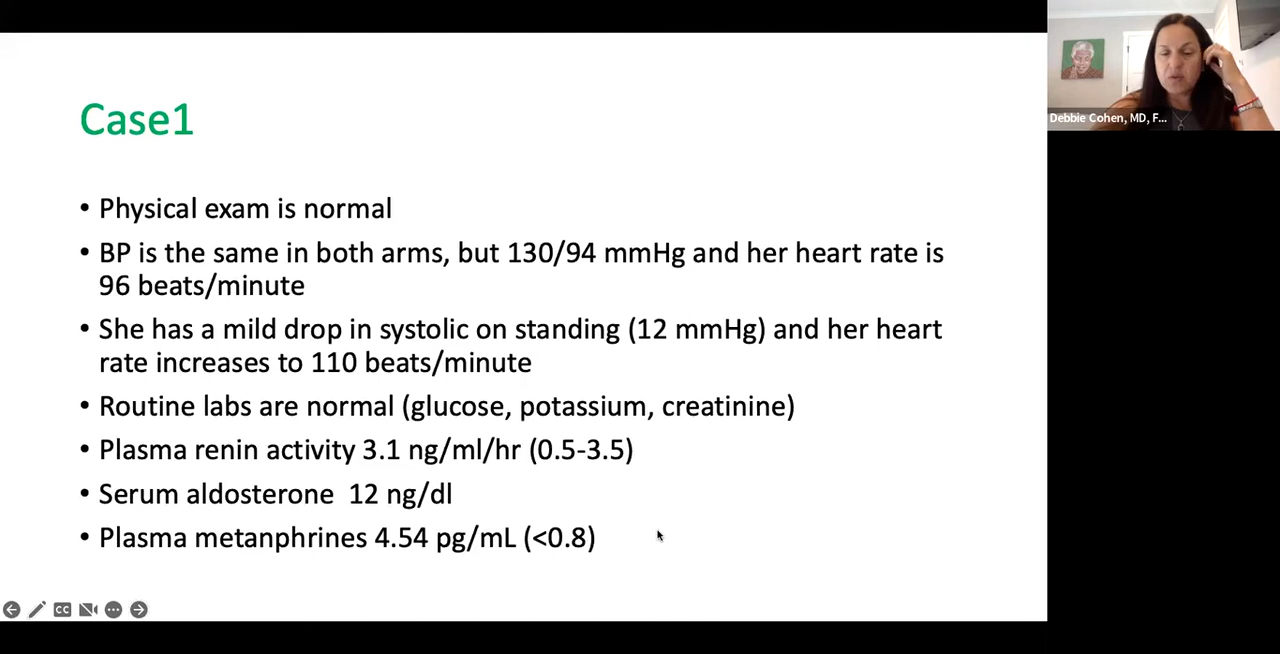 Case1
• Physical exam is normal
• BP is the same in both arms, but 130/94 mmHg and her heart rate is
96 beats/minute
• She has a mild drop in systolic on standing (12 mmHg) and her heart
rate increases to 110 beats/minute
• Routine labs are normal (glucose, potassium, creatinine)
• Plasma renin activity 3.1 ng/ml/hr (0.5-3.5)
• Serum aldosterone  12 ng/dl
• Plasma metanphrines 4.54 pg/mL (<0.8)
CC
Debbie Cohen, MD, F...